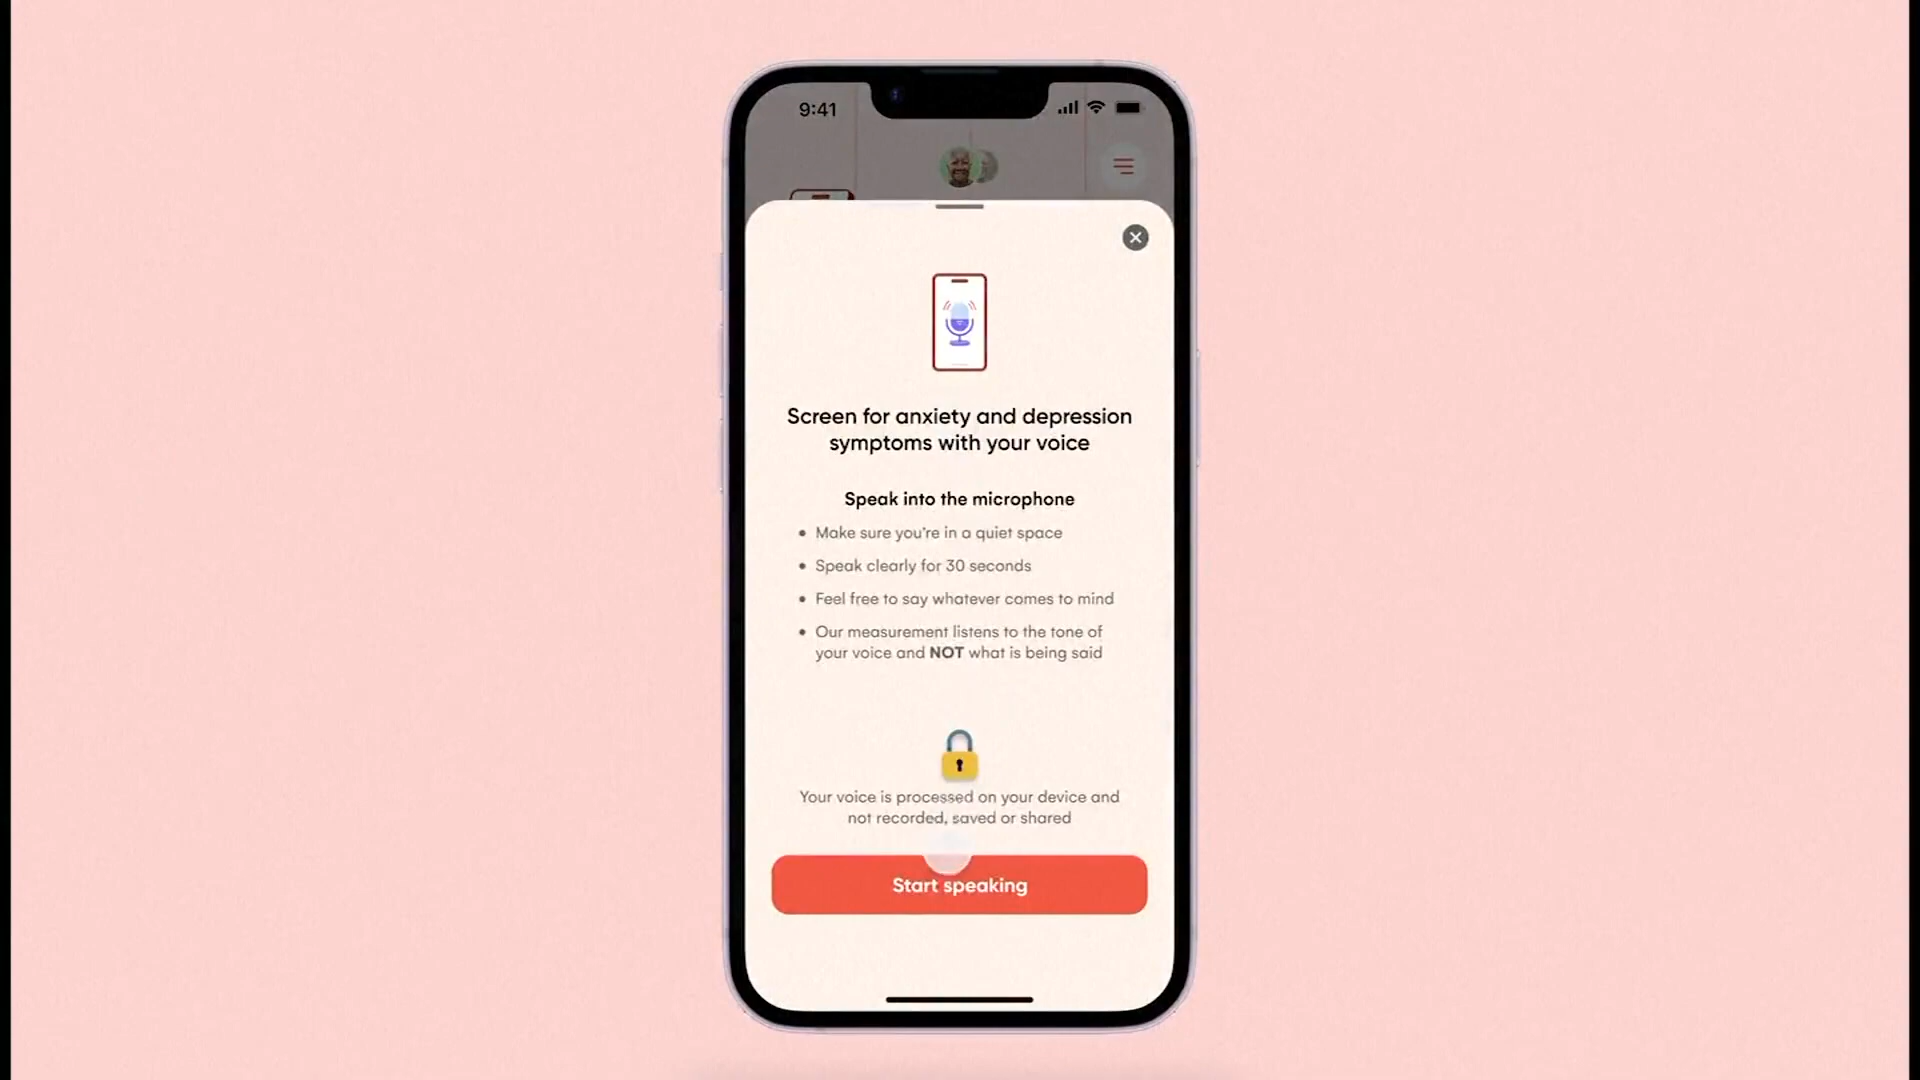 9:41
Screen for anxiety and depression
symptoms with your voice
Speak into the microphone
• Make sure you're in a quiet space
• Speak clearly for 30 seconds
• Feel free to say whatever comes to mind
• Our measurement listens to the tone of
your voice and NOT what is being said
Your voice is processed on your device and
not recorded, saved or shared
Start speaking